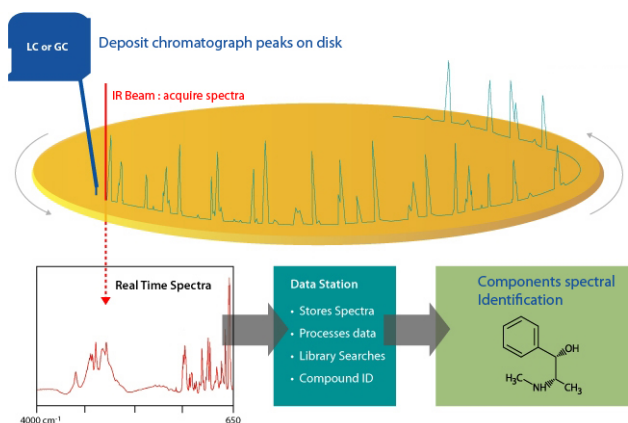 LC or GC
Deposit chromatograph peaks on disk
IR Beam : acquire spectra
Real Time Spectra
4000 cm⁻¹
650
Data Station
• Stores Spectra
• Processes data
• Library Searches
• Compound ID
Components spectral
Identification
OH
H₃C
NH
CH₃